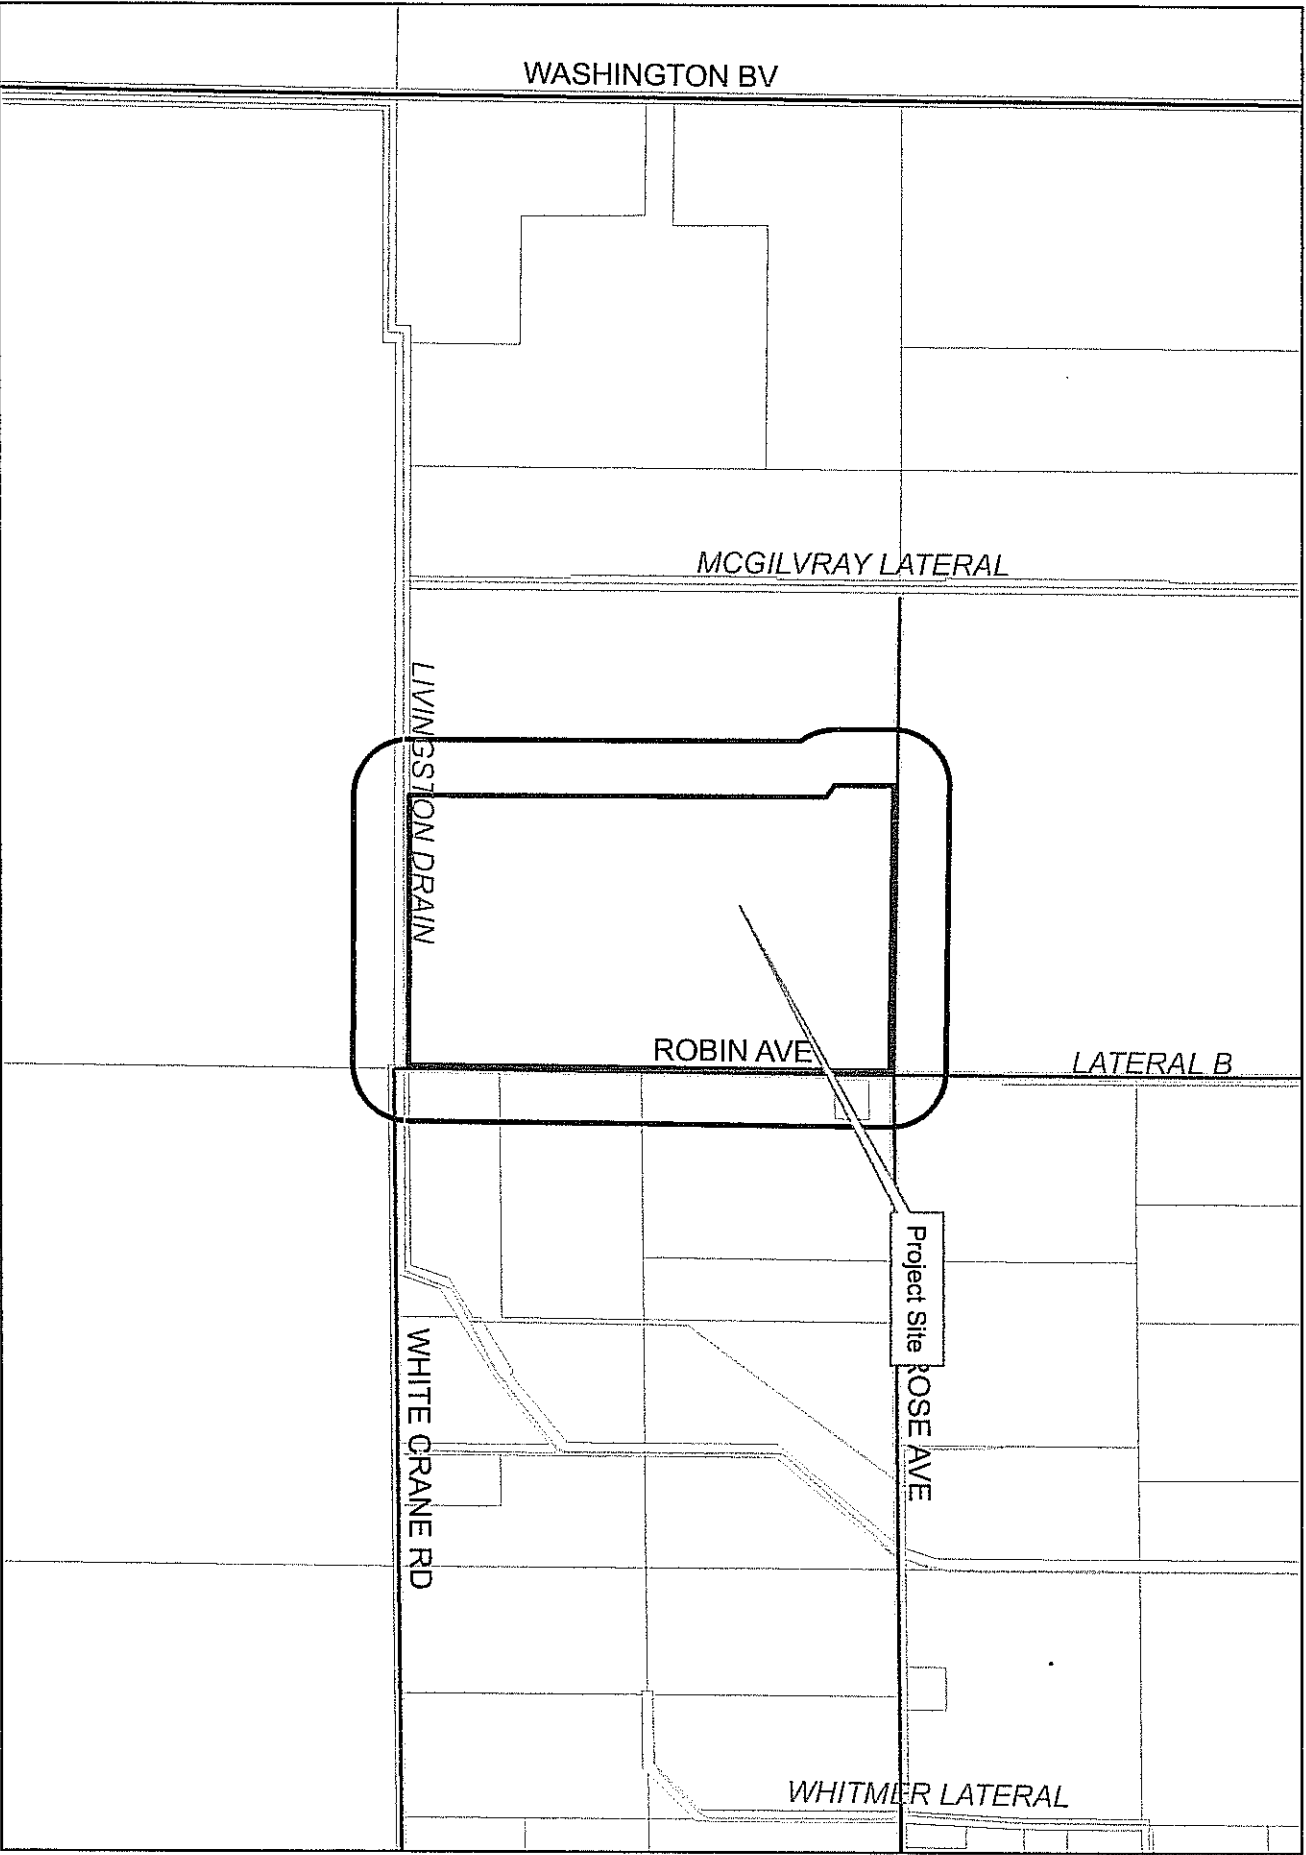 WASHINGTON BV
MCGILVRAY LATERAL
LIVINGSTON DRAIN
ROBIN AVE
LATERAL B
Project Site
ROSE AVE
WHITE CRANE RD
WHITMER LATERAL